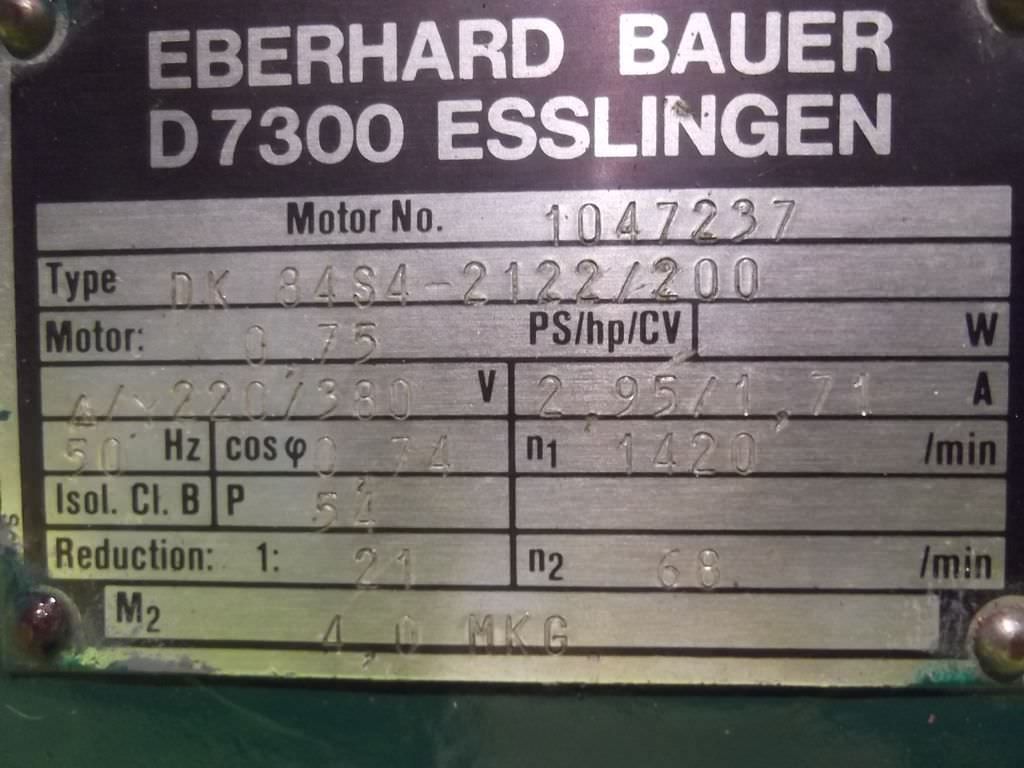 EBERHARD BAUER
D7300 ESSLINGEN
Motor No. 1047237
Type DK 84S4-2122/200
Motor: 0,75 PS/hp/CV W
Δ/Y220/380 V 2,95/1,71 A
50 Hz cosφ 0,74 n1 1420 /min
Isol. Cl. B P 54
Reduction: 1: 21 n2 68 /min
M2 4,0 MKG